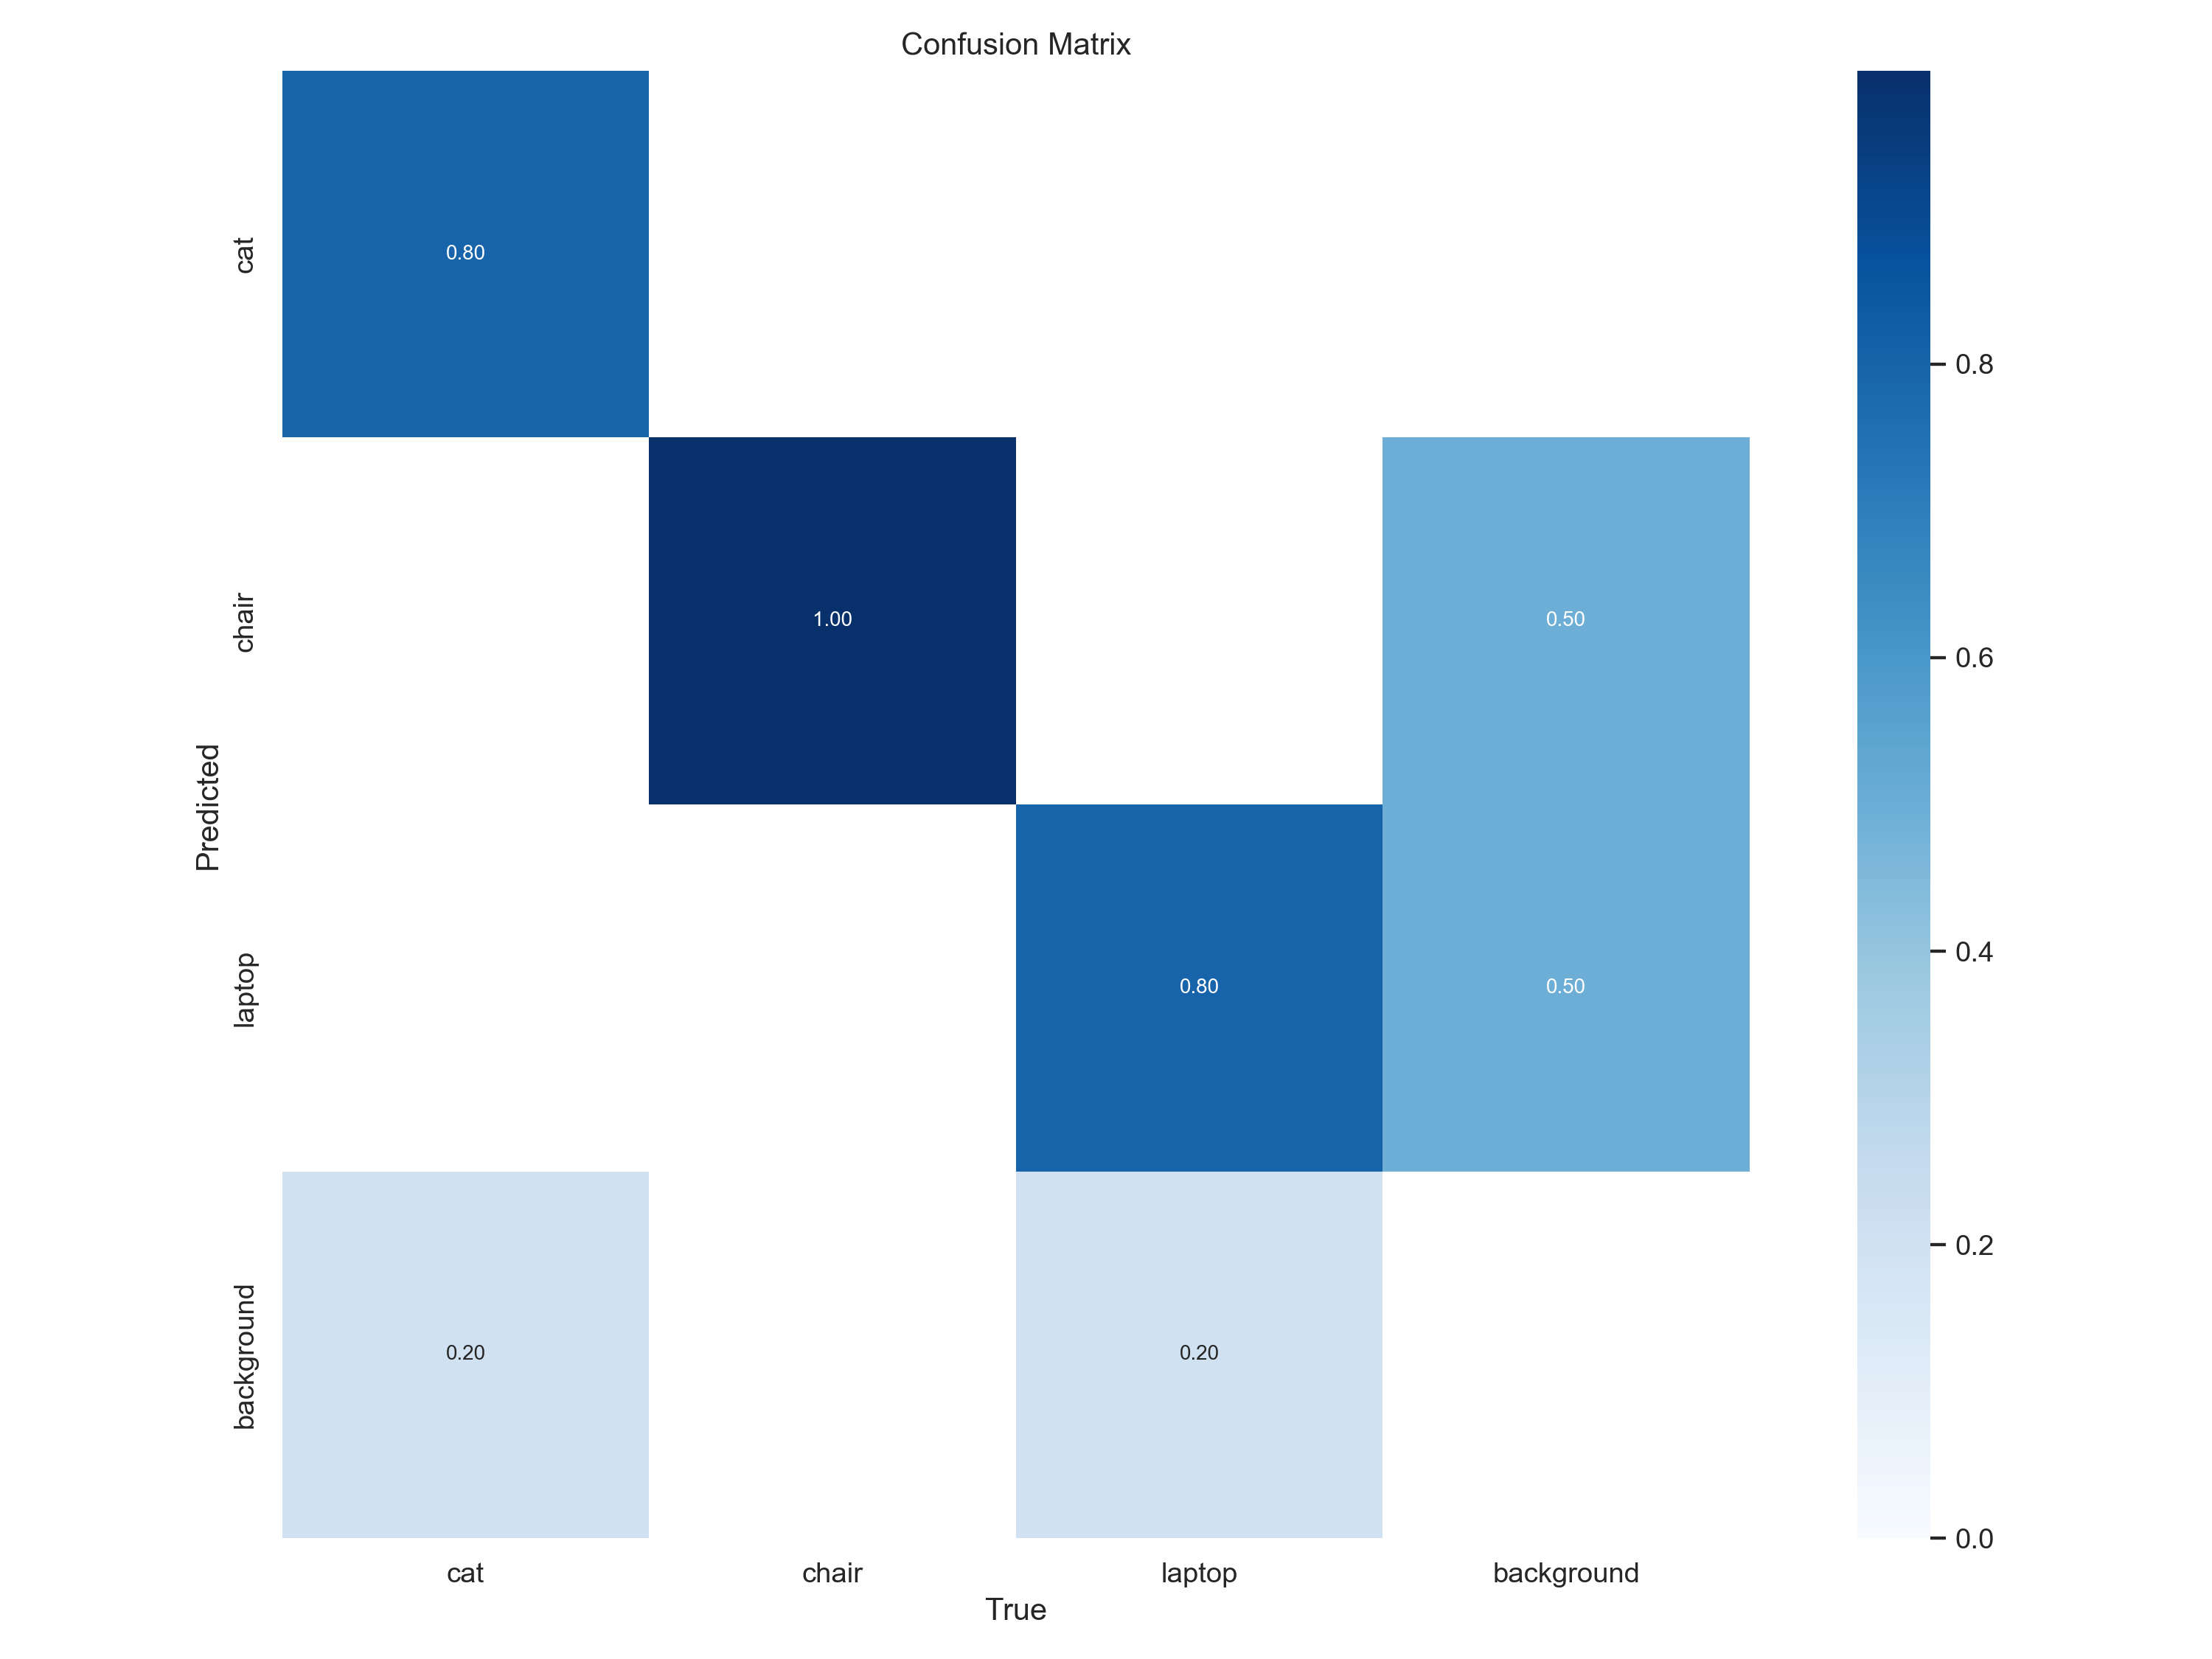 Confusion Matrix
cat
0.80
0.8
chair
1.00
0.50
0.6
Predicted
laptop
0.80
0.50
0.4
background
0.20
0.20
0.2
0.0
cat
chair
laptop
background
True